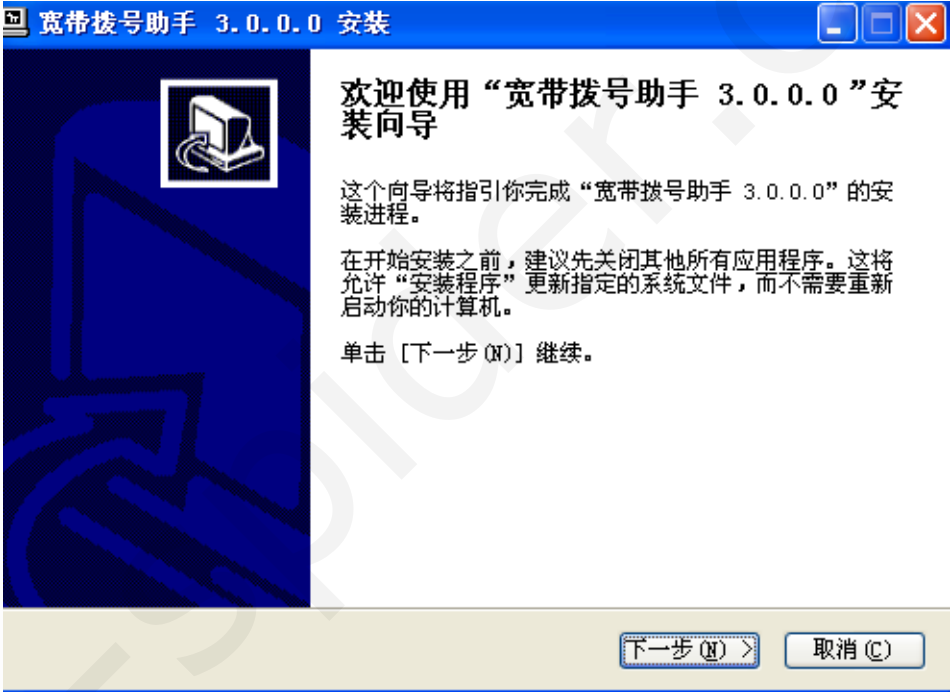 宽带拨号助手 3.0.0.0 安装
欢迎使用“宽带拨号助手 3.0.0.0”安
装向导
这个向导将指引你完成“宽带拨号助手 3.0.0.0”的安
装进程。
在开始安装之前，建议先关闭其他所有应用程序。这将
允许“安装程序”更新指定的系统文件，而不需要重新
启动你的计算机。
单击 [下一步(N)] 继续。
下一步(N) >
取消(C)